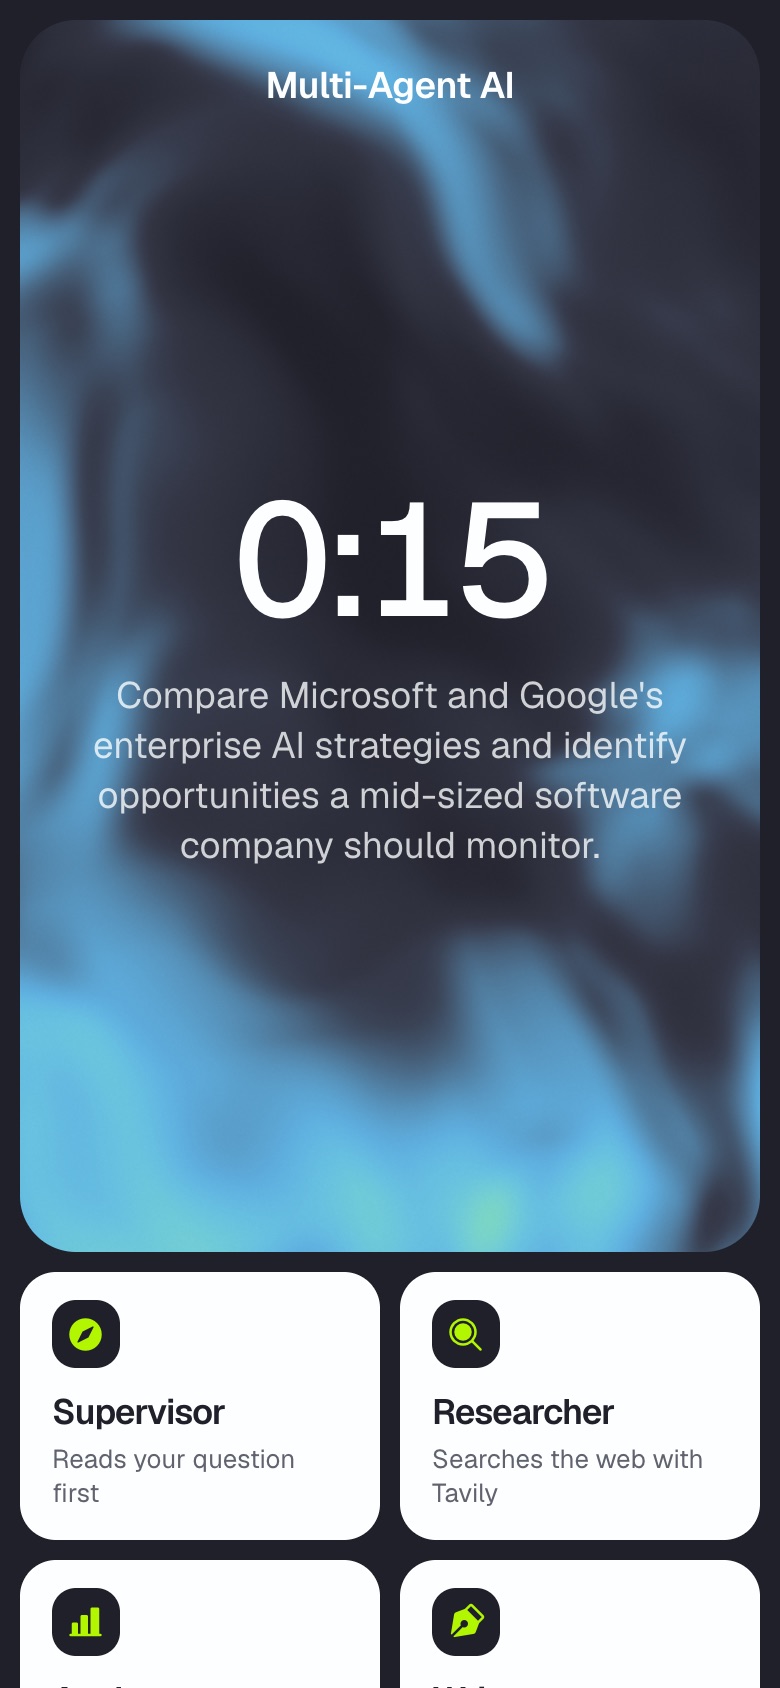 Multi-Agent AI
0:15
Compare Microsoft and Google's
enterprise AI strategies and identify
opportunities a mid-sized software
company should monitor.
Supervisor
Reads your question
first
Researcher
Searches the web with
Tavily